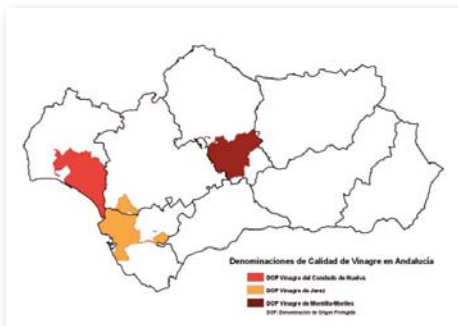 Denominaciones de Calidad de Vinagre en Andalucía
DOP Vinagre del Condado de Huelva
DOP Vinagre de Jerez
DOP Vinagre de Montilla-Moriles
DOP: Denominación de Origen Protegida